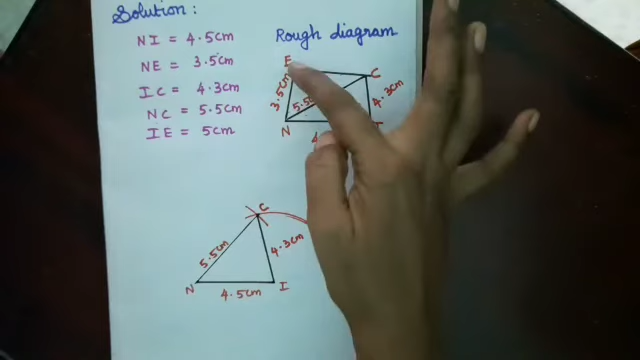 Solution:
NI = 4.5cm
NE = 3.5cm
IC = 4.3cm
NC = 5.5cm
IE = 5cm
Rough diagram
E
C
3.5cm
5.5
4.3cm
N
4
C
5.5cm
4.3cm
N
4.5cm
I